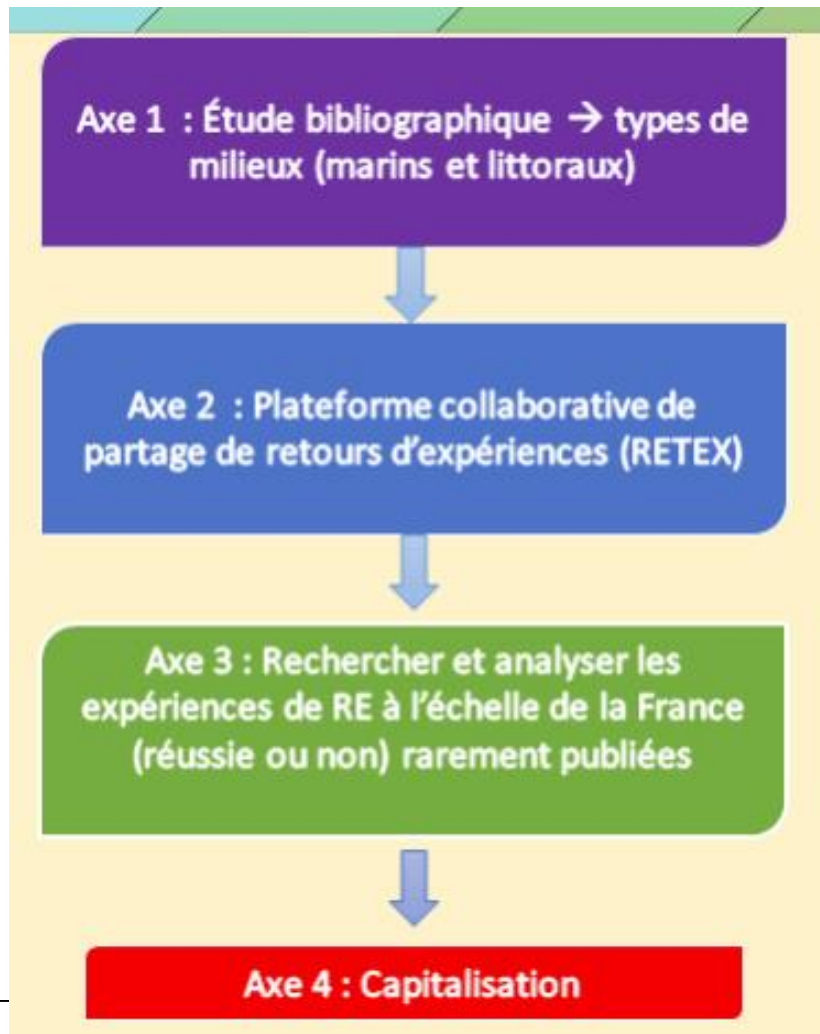 Axe 1  : Étude bibliographique → types de
milieux (marins et littoraux)
Axe 2  : Plateforme collaborative de
partage de retours d'expériences (RETEX)
Axe 3 : Rechercher et analyser les
expériences de RE à l'échelle de la France
(réussie ou non) rarement publiées
Axe 4 : Capitalisation